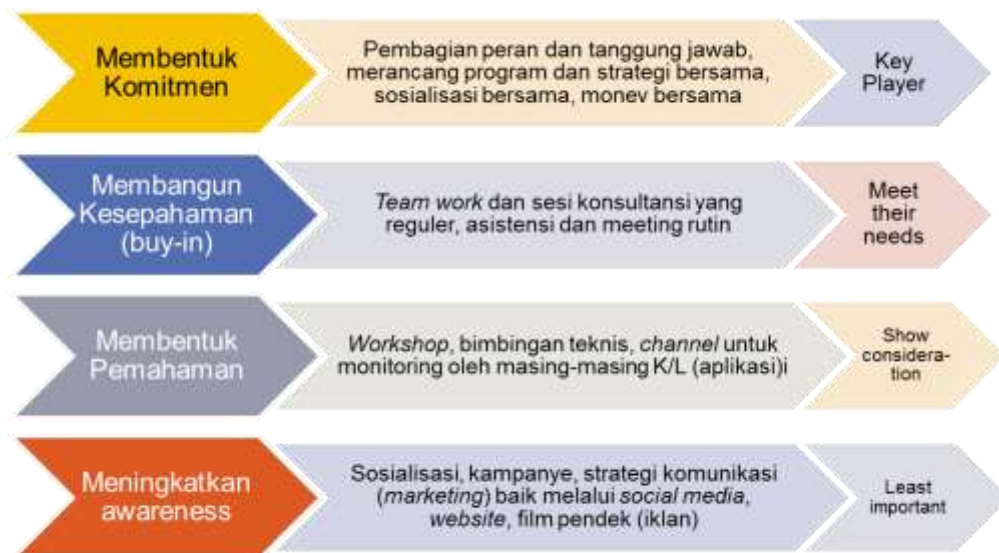 Membentuk
Komitmen
Pembagian peran dan tanggung jawab,
merancang program dan strategi bersama,
sosialisasi bersama, monev bersama
Key
Player
Membangun
Kesepahaman
(buy-in)
Team work dan sesi konsultansi yang
reguler, asistensi dan meeting rutin
Meet
their
needs
Membentuk
Pemahaman
Workshop, bimbingan teknis, channel untuk
monitoring oleh masing-masing K/L (aplikasi)i
Show
considera-
tion
Meningkatkan
awareness
Sosialisasi, kampanye, strategi komunikasi
(marketing) baik melalui social media,
website, film pendek (iklan)
Least
important